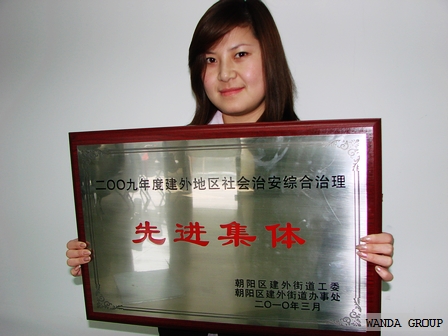 二〇〇九年度建外地区社会治安综合治理
先进集体
朝阳区建外街道工委
朝阳区建外街道办事处
二〇一〇年三月
WANDA GROUP